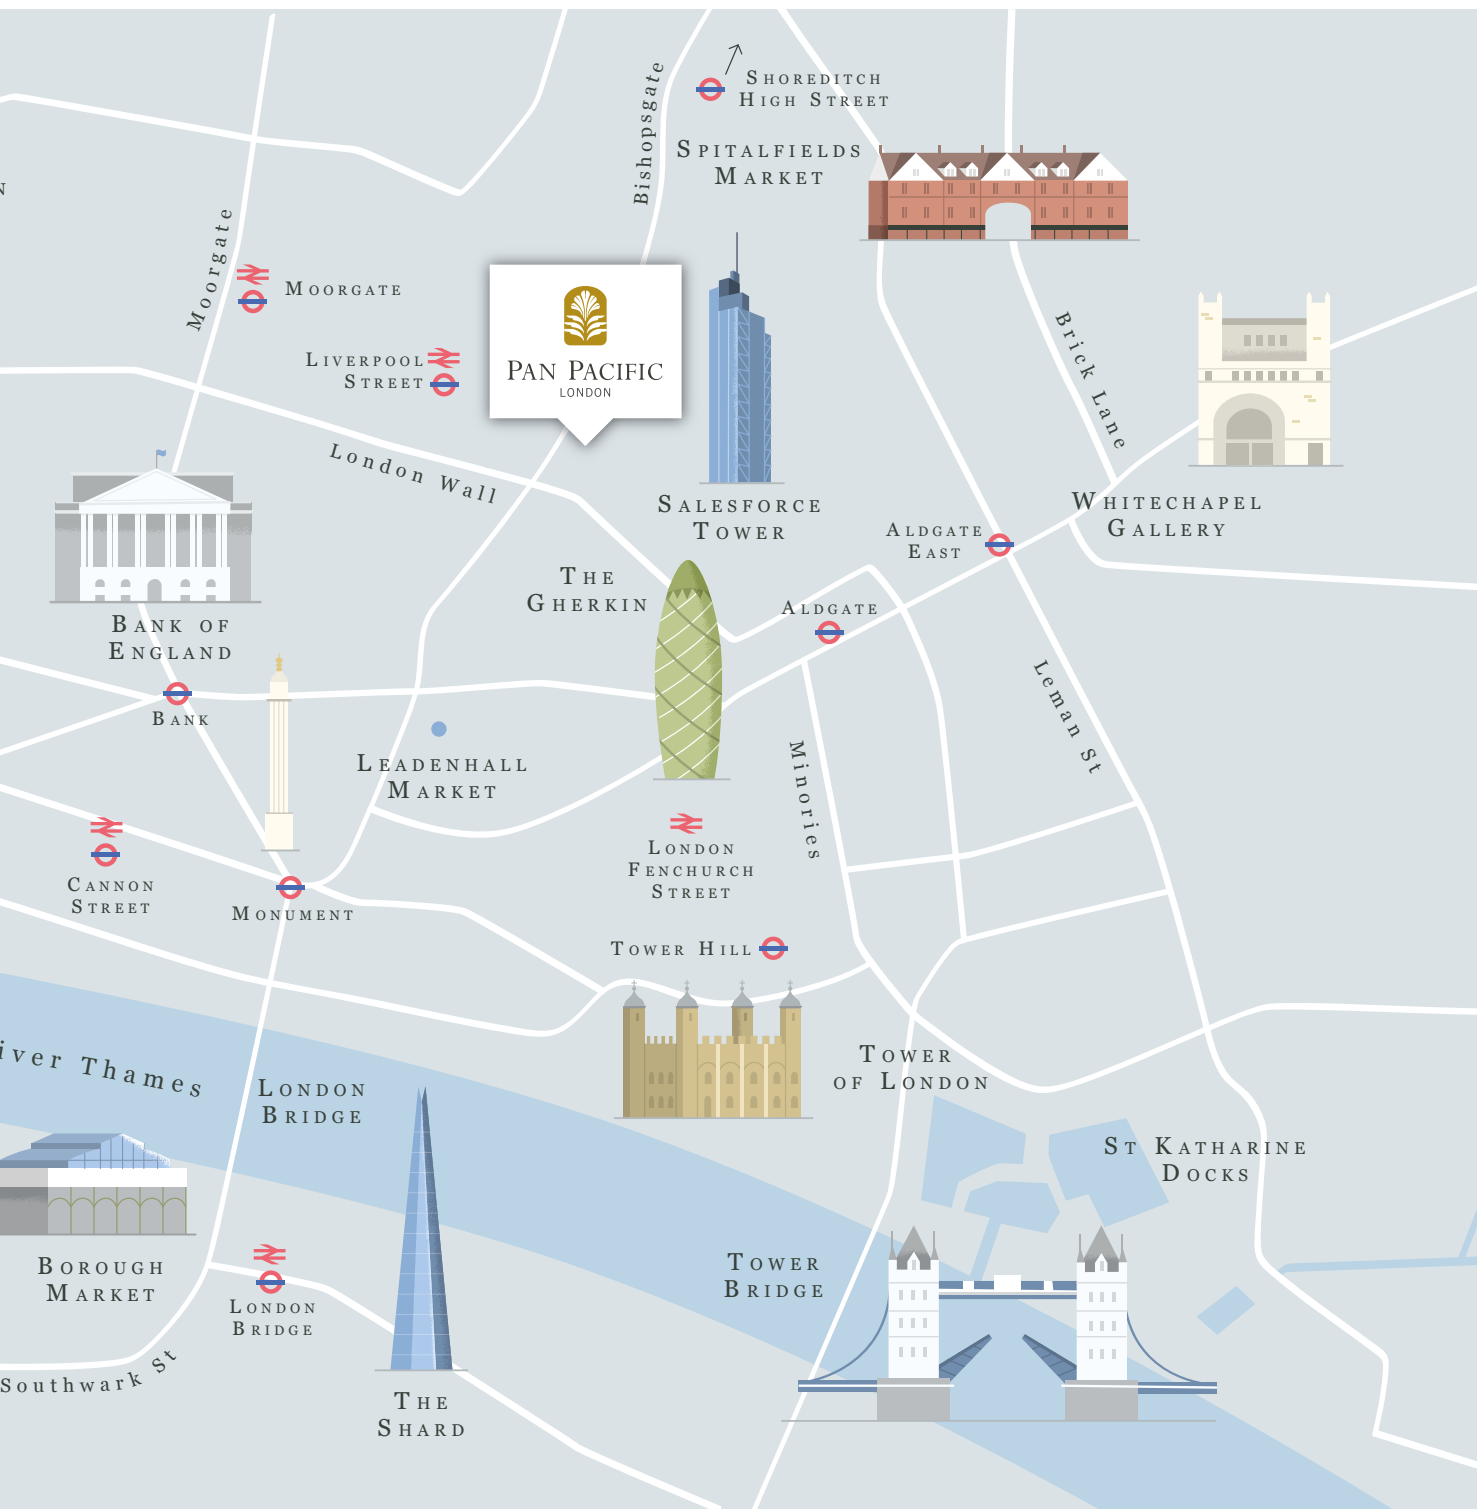 SHOREDITCH
HIGH STREET
Bishopsgate
SPITALFIELDS
MARKET
N
Moorgate
MOORGATE
LIVERPOOL
STREET
PAN PACIFIC
LONDON
Brick Lane
London Wall
SALESFORCE
TOWER
WHITECHAPEL
GALLERY
ALDGATE
EAST
THE
GHERKIN
ALDGATE
BANK OF
ENGLAND
BANK
Leman St
LEADENHALL
MARKET
Minories
LONDON
FENCHURCH
STREET
CANNON
STREET
MONUMENT
TOWER HILL
iver Thames
LONDON
BRIDGE
TOWER
OF LONDON
ST KATHARINE
DOCKS
BOROUGH
MARKET
TOWER
BRIDGE
LONDON
BRIDGE
Southwark St
THE
SHARD